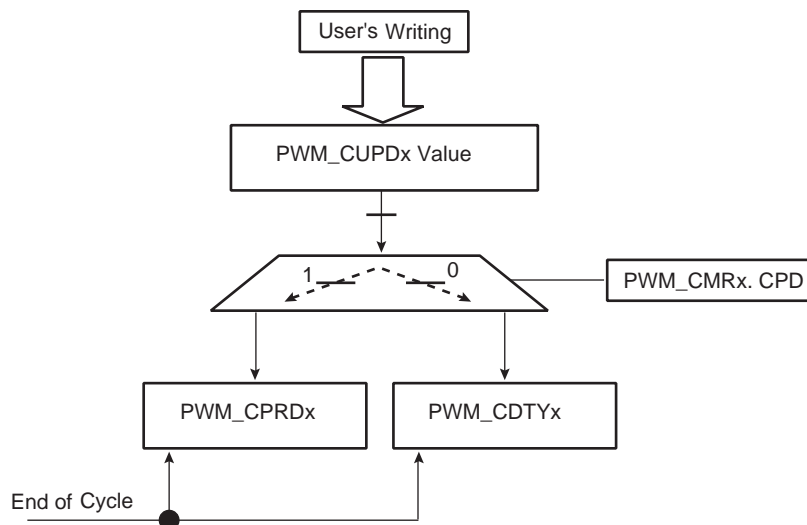 User's Writing
PWM_CUPDx Value
1
0
PWM_CMRx. CPD
PWM_CPRDx
PWM_CDTYx
End of Cycle